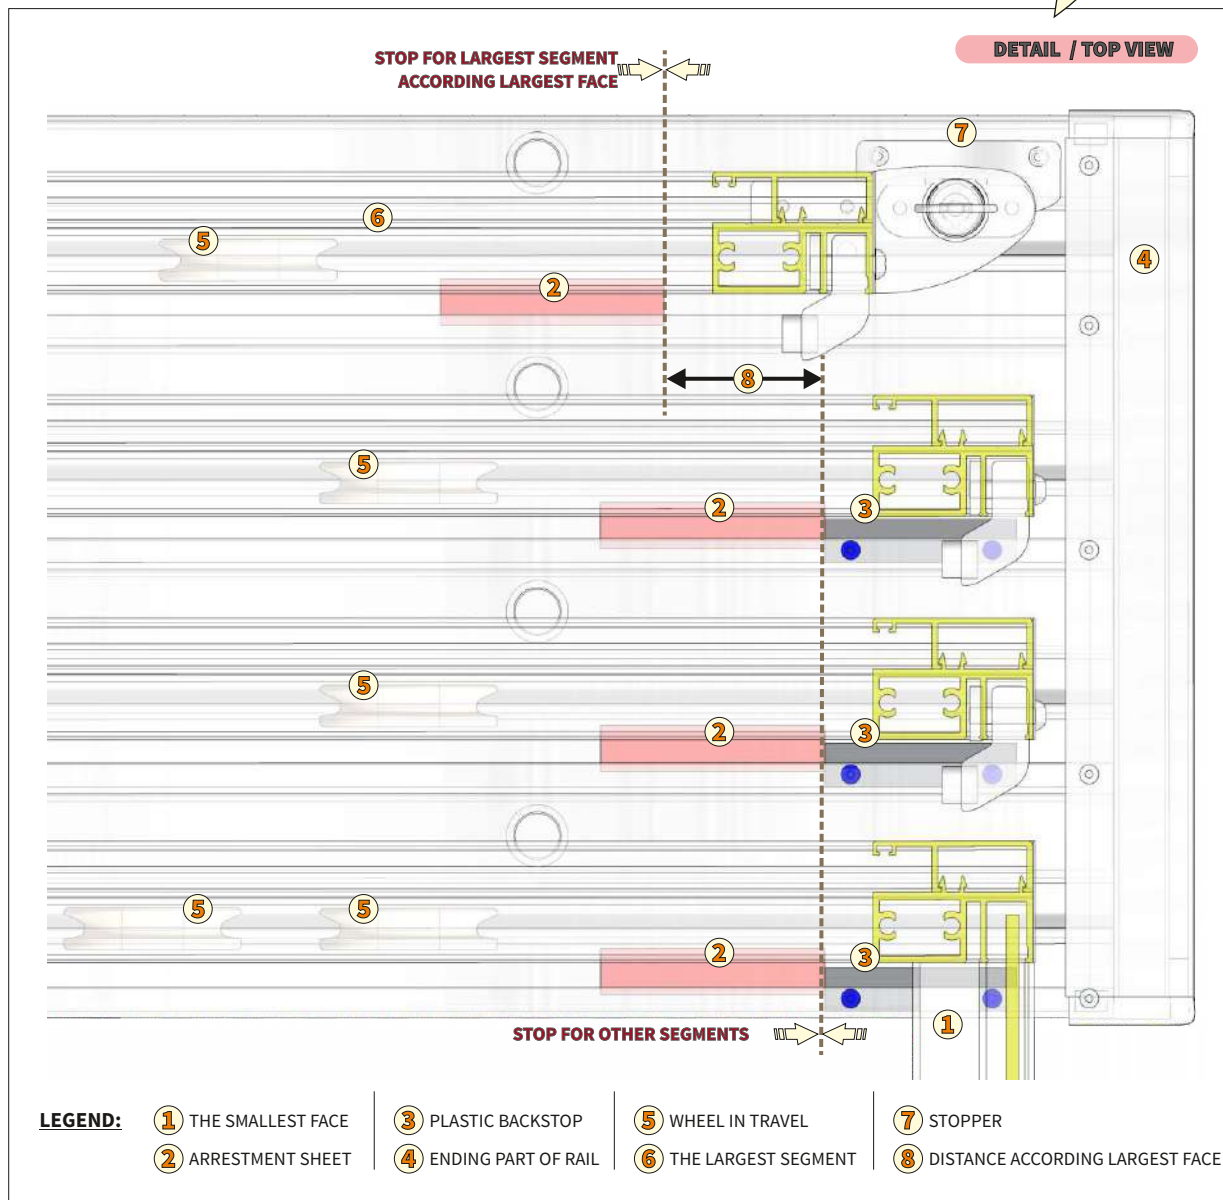 DETAIL / TOP VIEW
STOP FOR LARGEST SEGMENT
ACCORDING LARGEST FACE
7
6
5
4
2
8
5
2
3
5
2
3
5
5
2
3
1
STOP FOR OTHER SEGMENTS
LEGEND:
1 THE SMALLEST FACE
2 ARRESTMENT SHEET
3 PLASTIC BACKSTOP
4 ENDING PART OF RAIL
5 WHEEL IN TRAVEL
6 THE LARGEST SEGMENT
7 STOPPER
8 DISTANCE ACCORDING LARGEST FACE